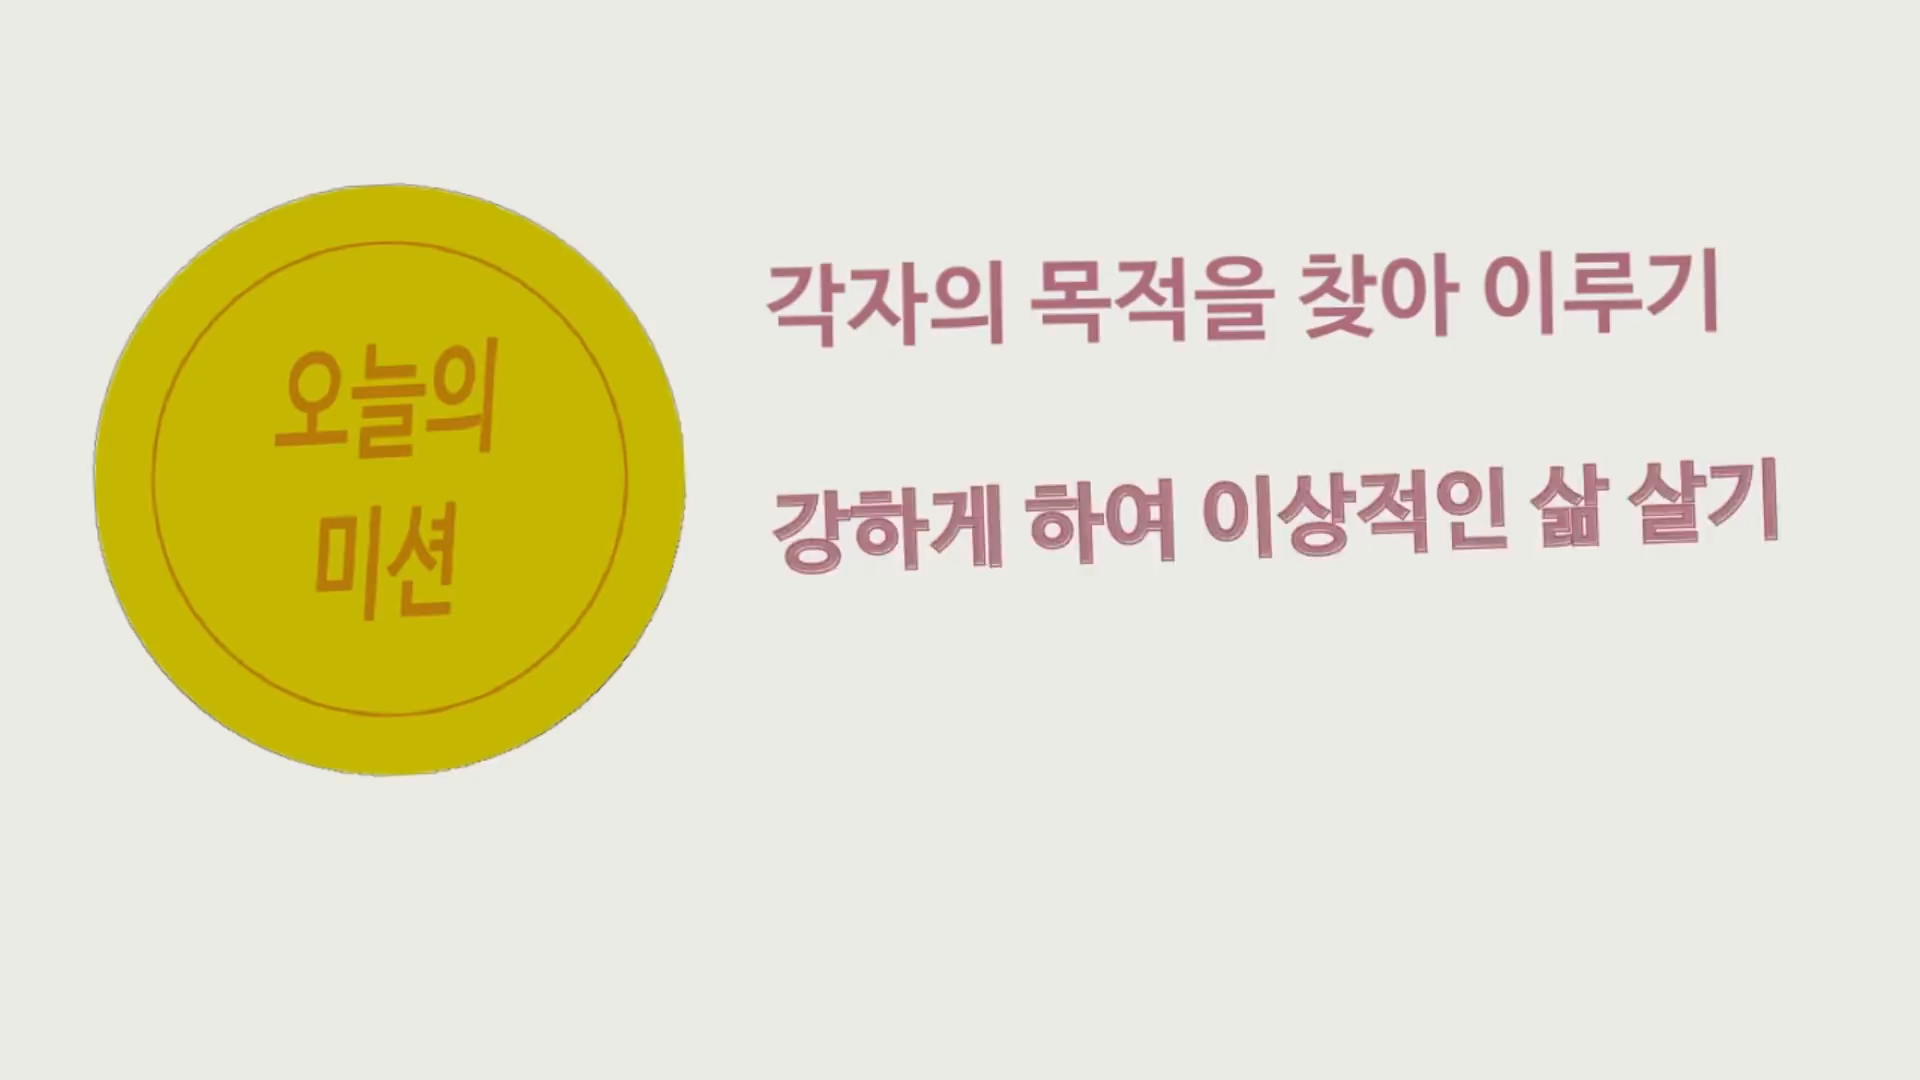 오늘의
미션
각자의 목적을 찾아 이루기
강하게 하여 이상적인 삶 살기